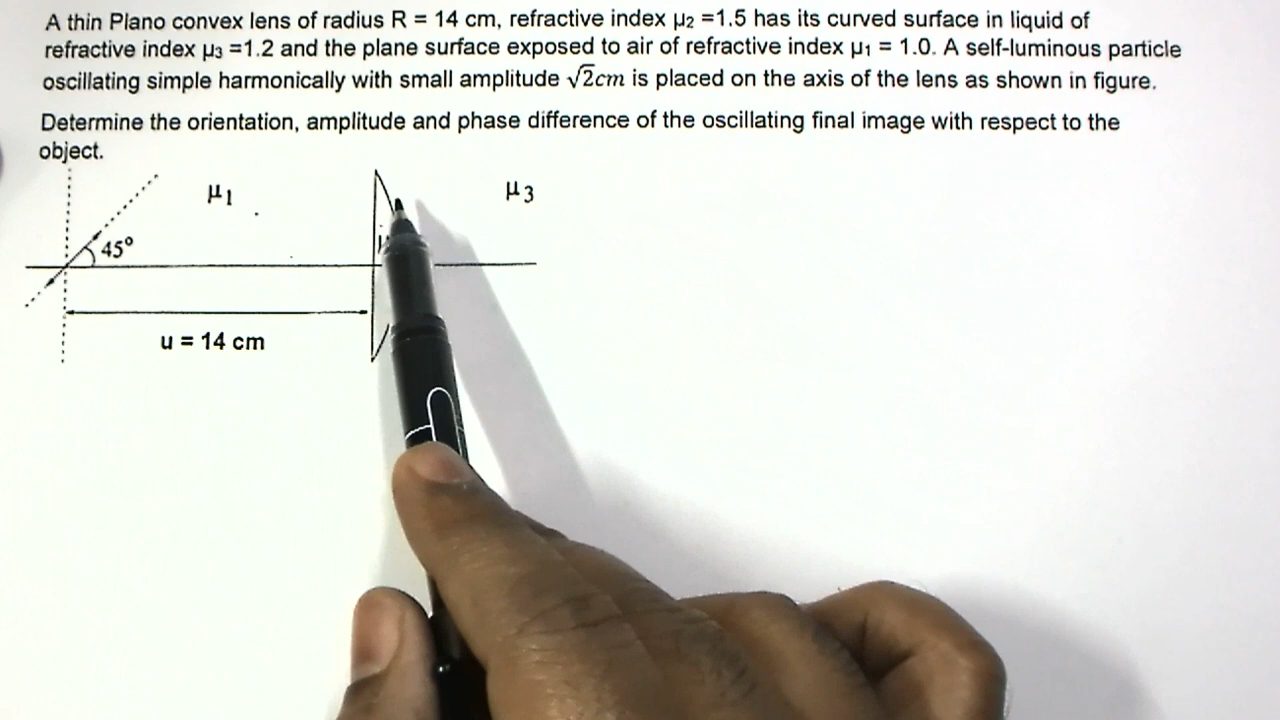 A thin Plano convex lens of radius R = 14 cm, refractive index μ₂ =1.5 has its curved surface in liquid of
refractive index μ₃ =1.2 and the plane surface exposed to air of refractive index μ₁ = 1.0. A self-luminous particle
oscillating simple harmonically with small amplitude √2cm is placed on the axis of the lens as shown in figure.
Determine the orientation, amplitude and phase difference of the oscillating final image with respect to the
object.
μ₁
μ₃
45°
u = 14 cm